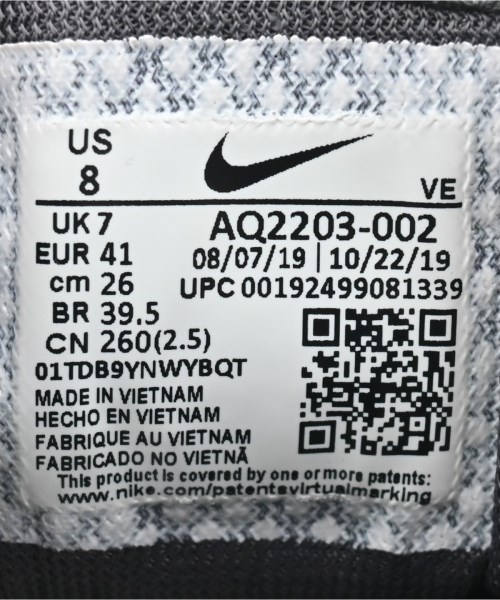 US
8
VE
UK 7
EUR 41
cm 26
BR 39.5
CN 260(2.5)
AQ2203-002
08/07/19 | 10/22/19
UPC 00192499081339
01TDB9YNWYBQT
MADE IN VIETNAM
HECHO EN VIETNAM
FABRIQUE AU VIETNAM
FABRICADO NO VIETNÃ
This product is covered by one or more patents:
www.nike.com/patentsvirtualmarking